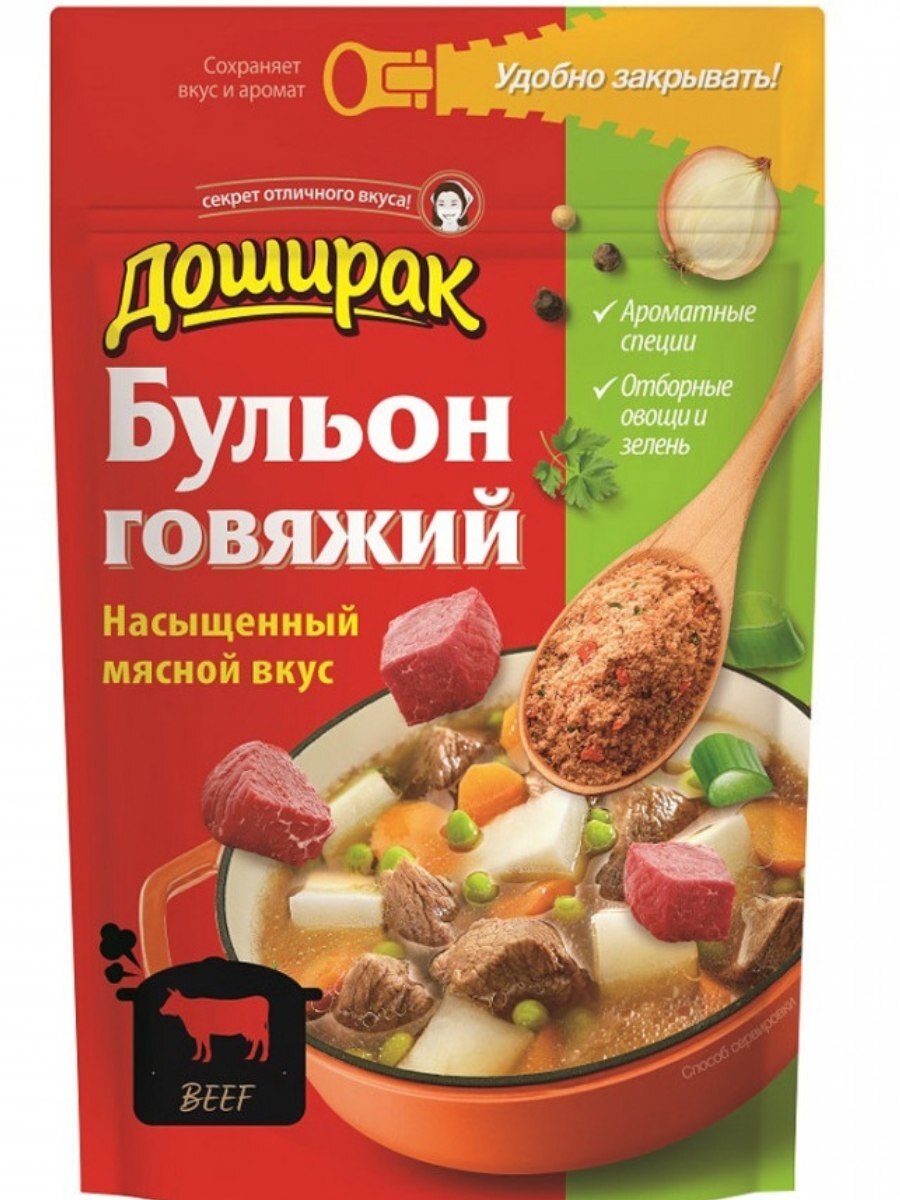 Сохраняет
вкус и аромат
Удобно закрывать!
секрет отличного вкуса!
Доширак
Бульон
говяжий
Насыщенный
мясной вкус
✓ Ароматные
специи
✓ Отборные
овощи и
зелень
BEEF
Способ сервировки